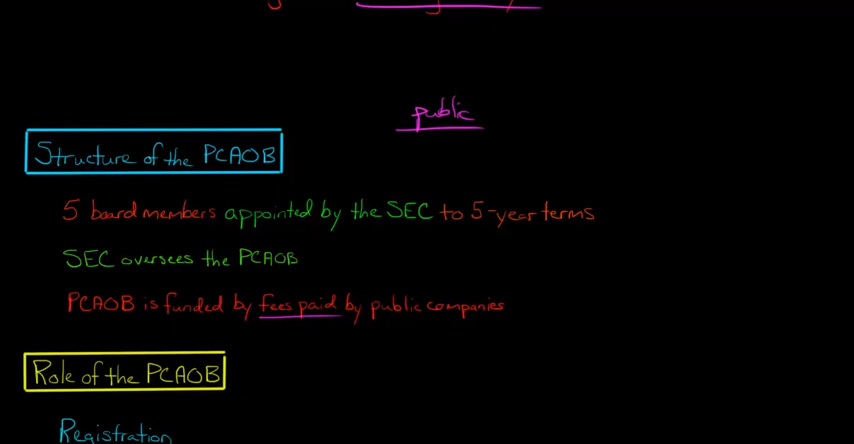 public
Structure of the PCAOB
5 board members appointed by the SEC to 5-year terms
SEC oversees the PCAOB
PCAOB is funded by fees paid by public companies
Role of the PCAOB
Registration